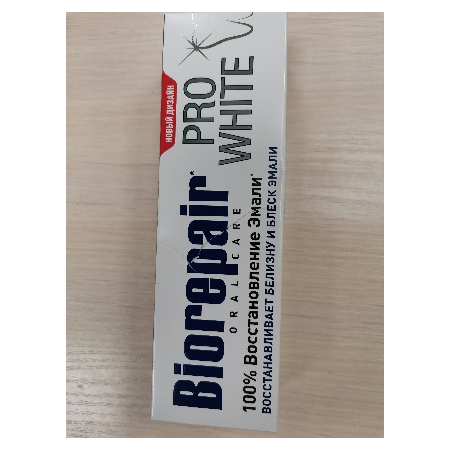 НОВЫЙ ДИЗАЙН
PRO
WHITE
Biorepair*
ORAL CARE
100% Восстановление Эмали*
ВОССТАНАВЛИВАЕТ БЕЛИЗНУ И БЛЕСК ЭМАЛИ